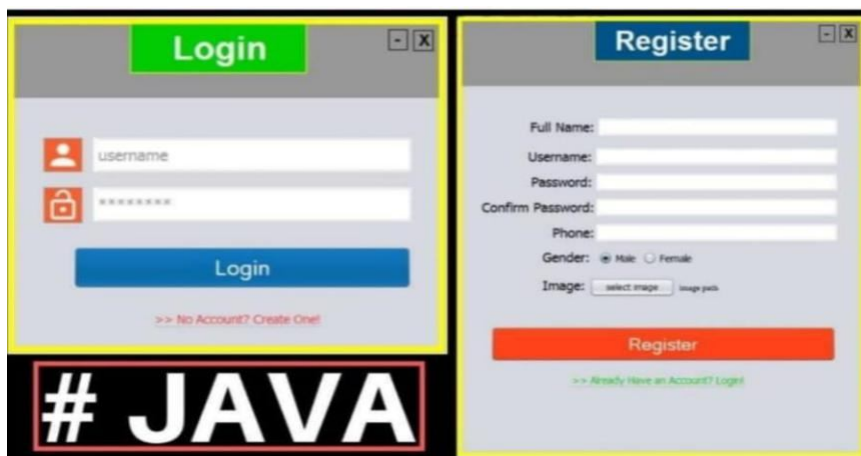 Login
- X
username
********
Login
>> No Account? Create One!
# JAVA
Register
- X
Full Name:
Username:
Password:
Confirm Password:
Phone:
Gender: Male Female
Image: select image image path
Register
>> Already Have an Account? Login!